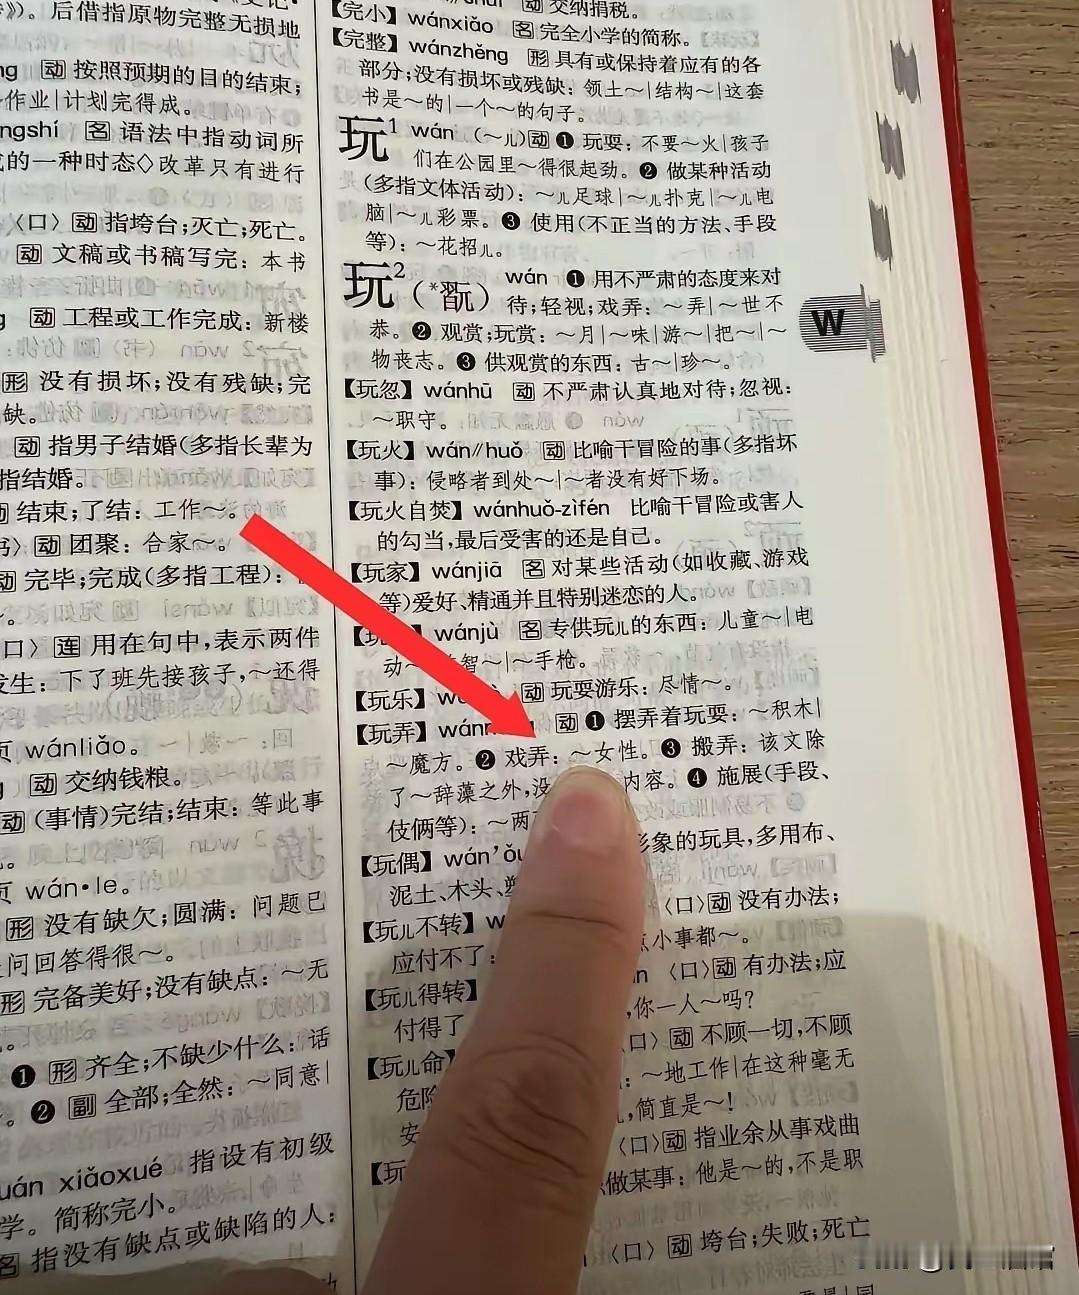 》)。后借指原物完整无损地
动 按照预期的目的结束;
作业|计划完得成。
ngshí 名 语法中指动词所
的一种时态◇改革只有进行
〈口〉动 指垮台;灭亡;死亡。
动 文稿或书稿写完:本书
动 工程或工作完成:新楼
形 没有损坏;没有残缺;完
缺。
动 指男子结婚(多指长辈为
指结婚。
动 结束;了结:工作～。
书〉动 团聚:合家～。
动 完毕;完成(多指工程):
口〉连 用在句中,表示两件
发生:下了班先接孩子,～还得
页 wánliǎo。
动 交纳钱粮。
动 (事情)完结;结束:等此事
页 wán·le。
形 没有缺欠;圆满:问题已
问回答得很～。
形 完备美好;没有缺点:～无
❶ 形 齐全;不缺少什么:话
。❷ 副 全部;全然:～同意|
uán xiǎoxué 指设有初级
学。简称完小。
名 指没有缺点或缺陷的人:
动 交纳捐税。
【完小】wánxiǎo 名 完全小学的简称。
【完整】wánzhěng 形 具有或保持着应有的各
部分;没有损坏或残缺:领土～|结构～|这套
书是～的|一个～的句子。
玩1 wán (～儿)动 ❶ 玩耍:不要～火|孩子
们在公园里～得很起劲。❷ 做某种活动
(多指文体活动):～儿足球|～儿扑克|～儿电
脑|～儿彩票。❸ 使用(不正当的方法、手段
等):～花招儿。
玩2(*翫) wán ❶ 用不严肃的态度来对
待;轻视;戏弄:～弄|～世不
恭。❷ 观赏;玩赏:～月|～味|游～|把～|～
物丧志。❸ 供观赏的东西:古～|珍～。
【玩忽】wánhū 动 不严肃认真地对待;忽视:
～职守。
【玩火】wán//huǒ 动 比喻干冒险的事(多指坏
事):侵略者到处～|～者没有好下场。
【玩火自焚】wánhuǒ-zìfén 比喻干冒险或害人
的勾当,最后受害的还是自己。
【玩家】wánjiā 名 对某些活动(如收藏、游戏
等)爱好、精通并且特别迷恋的人。
【玩 wánjù 名 专供玩儿的东西:儿童～|电
动～ 智～|～手枪。
【玩乐】 动 玩耍游乐:尽情～。
【玩弄】wánn 动 ❶ 摆弄着玩耍:～积木|
～魔方。❷ 戏弄:～女性。❸ 搬弄:该文除
了～辞藻之外,没 内容。❹ 施展(手段、
伎俩等):～两
【玩偶】wán'ǒu 形象的玩具,多用布、
泥土、木头、
【玩儿不转】 〈口〉动 没有办法;
应付不了: 点小事都～。
【玩儿得转】 〈口〉动 有办法;应
付得了 ,你一人～吗?
【玩儿命】 口〉动 不顾一切,不顾
危险 :～地工作|在这种毫无
安 ,简直是～!
【玩 〈口〉动 指业余从事戏曲
做某事:他是～的,不是职
〈口〉动 垮台;失败;死亡
W